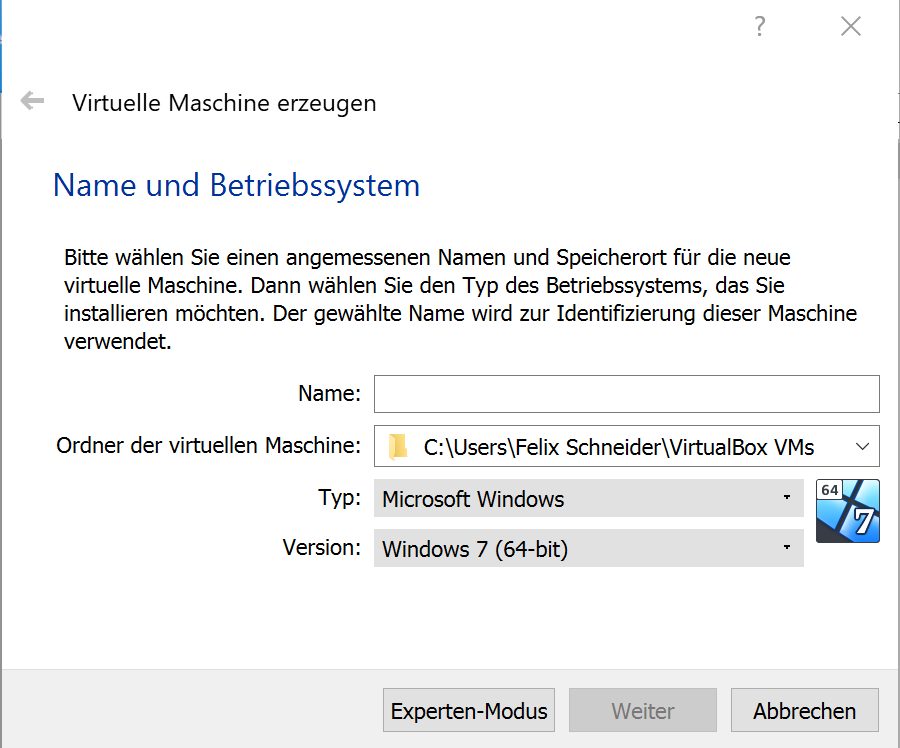 ?
Virtuelle Maschine erzeugen
Name und Betriebssystem
Bitte wählen Sie einen angemessenen Namen und Speicherort für die neue
virtuelle Maschine. Dann wählen Sie den Typ des Betriebssystems, das Sie
installieren möchten. Der gewählte Name wird zur Identifizierung dieser Maschine
verwendet.
Name:
Ordner der virtuellen Maschine: C:\Users\Felix Schneider\VirtualBox VMs
Typ: Microsoft Windows
64
7
Version: Windows 7 (64-bit)
Experten-Modus Weiter Abbrechen